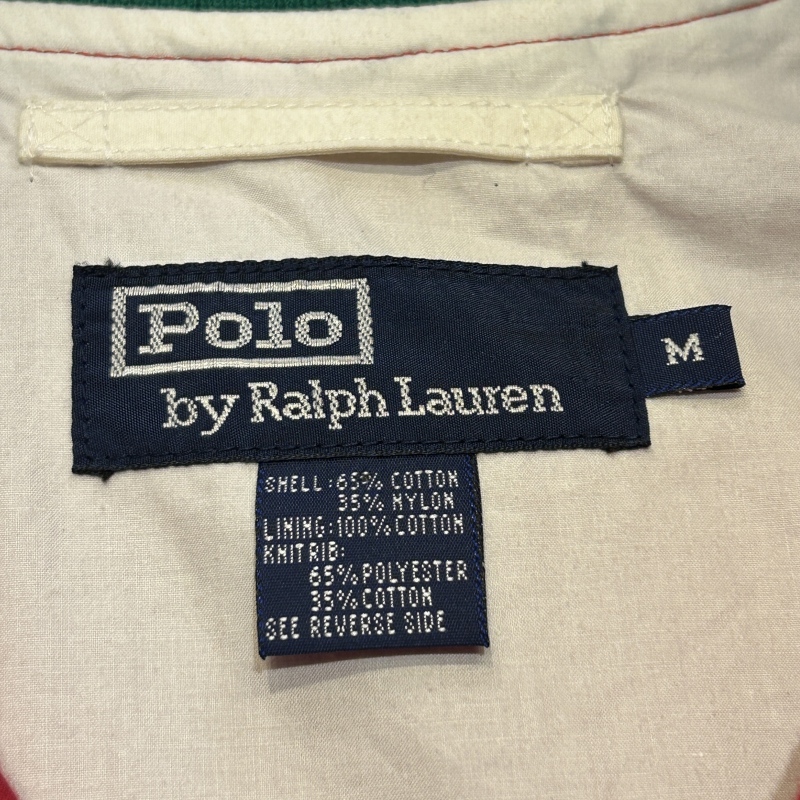 Polo
by Ralph Lauren
M
SHELL:65% COTTON
35% NYLON
LINING:100%COTTON
KNIT RIB:
65%POLYESTER
35%COTTON
SEE REVERSE SIDE